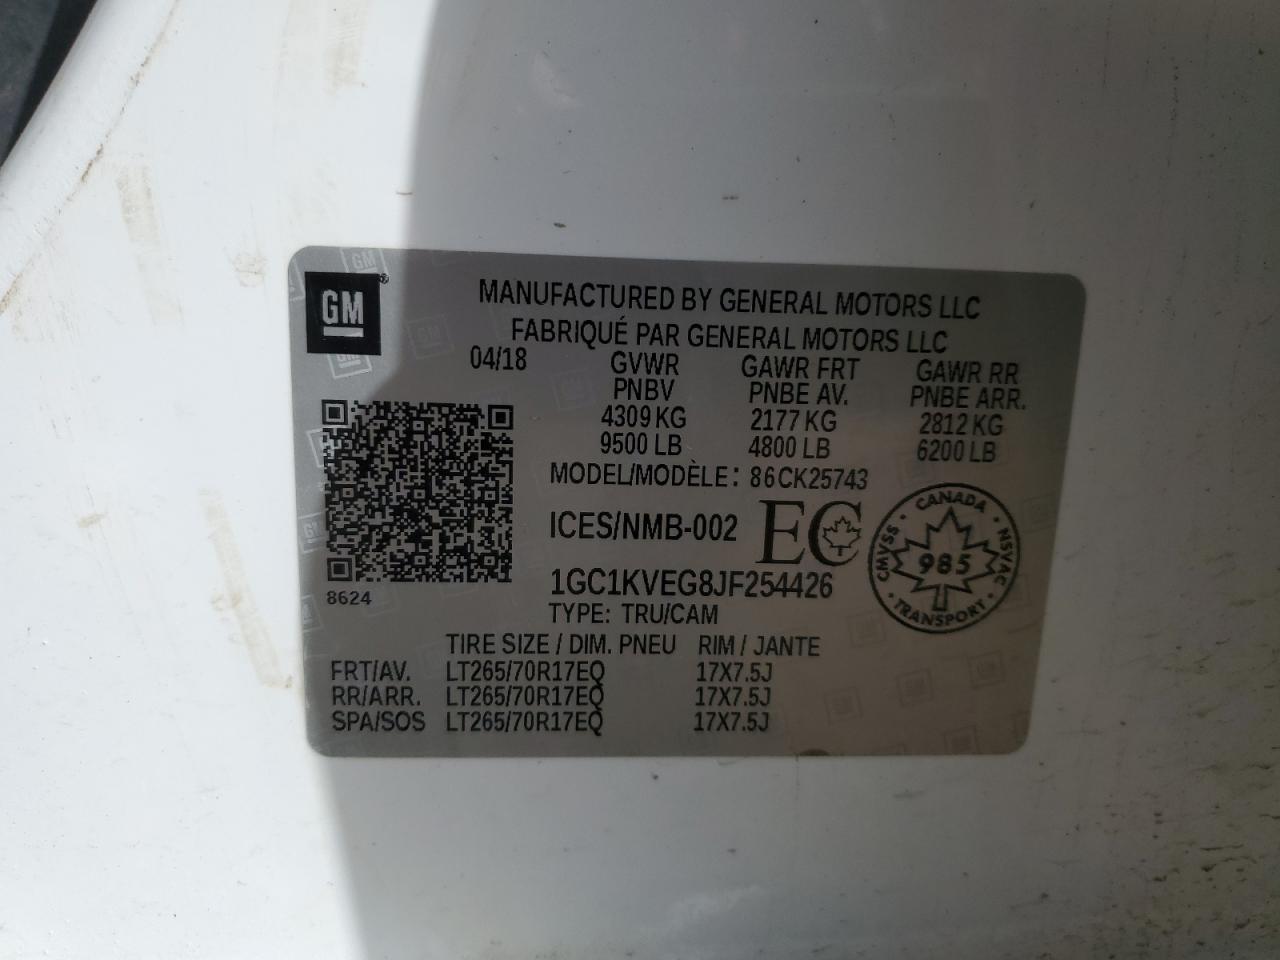 GM®
MANUFACTURED BY GENERAL MOTORS LLC
FABRIQUÉ PAR GENERAL MOTORS LLC
04/18 GVWR GAWR FRT GAWR RR
PNBV PNBE AV. PNBE ARR.
4309 KG 2177 KG 2812 KG
9500 LB 4800 LB 6200 LB
MODEL/MODÈLE: 86CK25743
ICES/NMB-002 EC
CANADA
CMVSS · 985 · NSVAC
TRANSPORT
1GC1KVEG8JF254426
8624
TYPE: TRU/CAM
TIRE SIZE / DIM. PNEU RIM / JANTE
FRT/AV. LT265/70R17EQ 17X7.5J
RR/ARR. LT265/70R17EQ 17X7.5J
SPA/SOS LT265/70R17EQ 17X7.5J